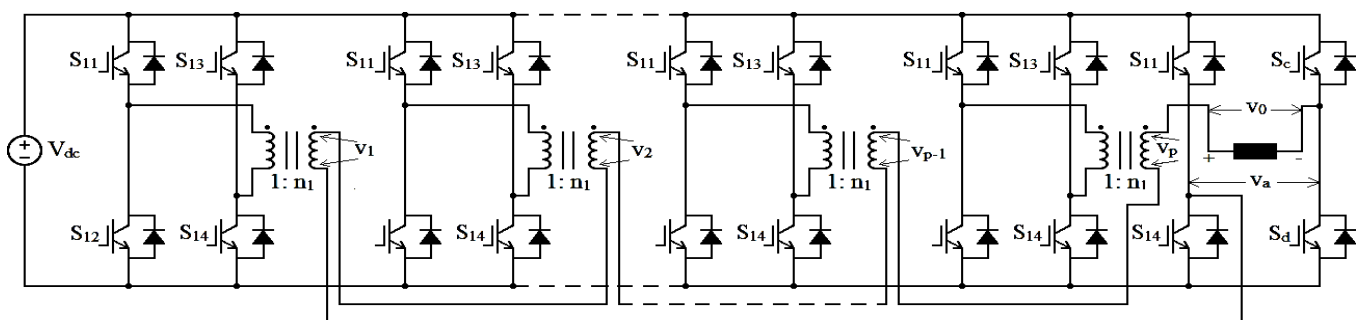 S11 S13 S11 S13 S11 S13 S11 S13 S11 Sc
Vdc v1 v2 vp-1 vp v0
+ -
va
1: n1 1: n1 1: n1 1: n1
S12 S14 S14 S14 S14 S14 Sd